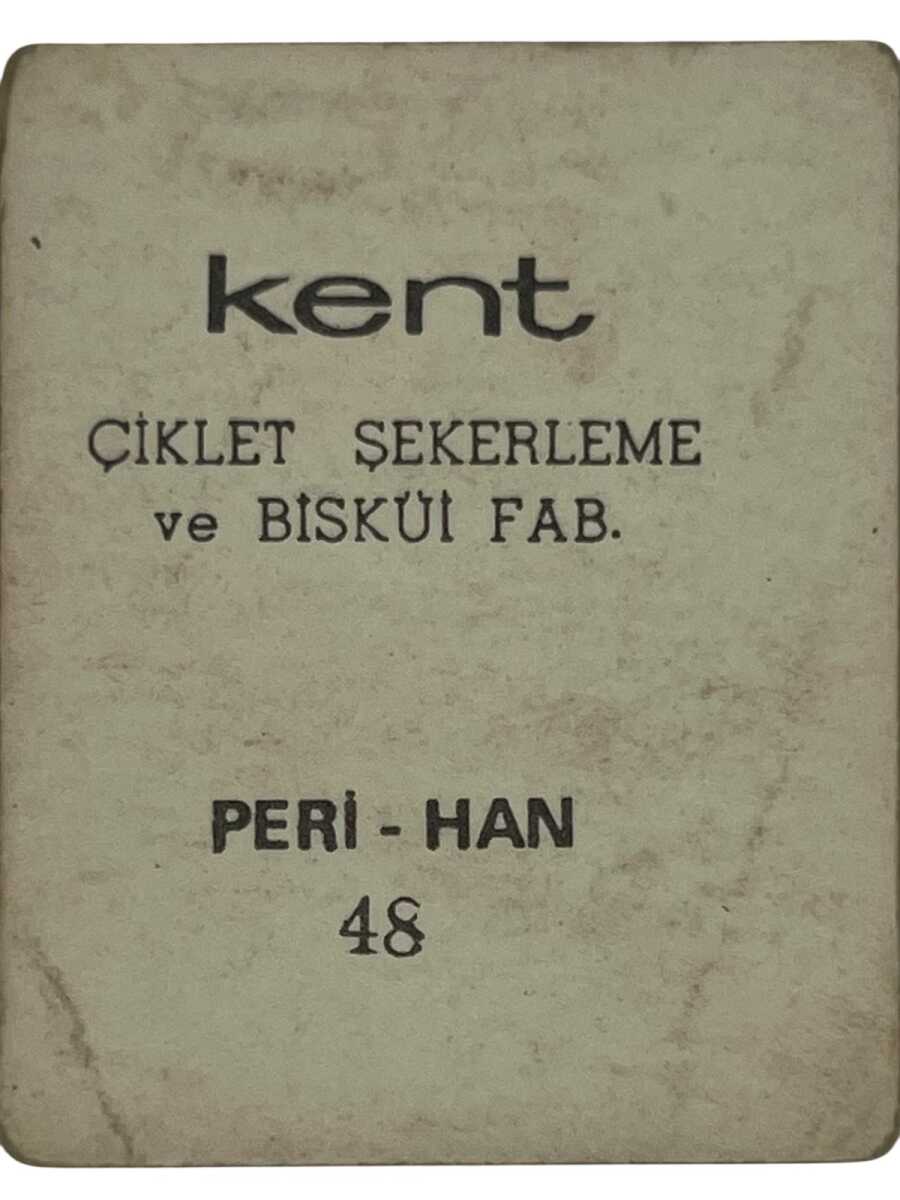 kent
ÇİKLET ŞEKERLEME
ve BİSKÜİ FAB.
PERİ - HAN
48